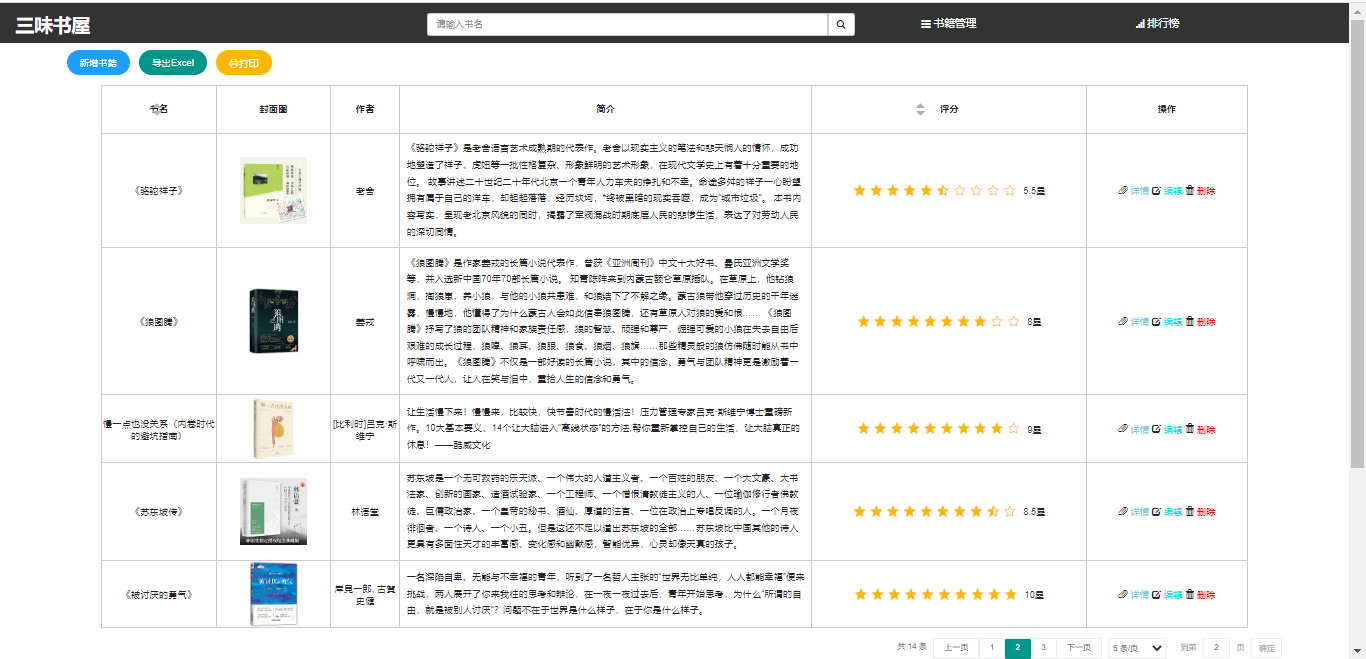 三味书屋
请输入书名
书籍管理
排行榜
新增书籍
导出Excel
打印
书名
封面图
作者
简介
评分
操作
《骆驼祥子》
老舍
《骆驼祥子》是老舍语言艺术成熟期的代表作。老舍以现实主义的笔法和悲天悯人的情怀，成功
地塑造了祥子、虎妞等一批性格复杂、形象鲜明的艺术形象，在现代文学史上有着十分重要的地
位。 故事讲述二十世纪二十年代北京一个青年人力车夫的挣扎和不幸。命途多舛的祥子一心盼望
拥有属于自己的洋车，却起起落落，经历坎坷，"终被黑暗的现实吞噬，成为"城市垃圾"。 本书内
容写实，呈现老北京风貌的同时，揭露了军阀混战时期底层人民的悲惨生活，表达了对劳动人民
的深切同情。
5.5星
详情 编辑 删除
《狼图腾》
姜戎
《狼图腾》是作家姜戎的长篇小说代表作，曾获《亚洲周刊》中文十大好书、曼氏亚洲文学奖
等，并入选新中国70年70部长篇小说。 知青陈阵来到内蒙古额仑草原插队。在草原上，他钻狼
洞，掏狼崽，养小狼，与他的小狼共患难，和狼结下了不解之缘。蒙古狼带他穿过历史的千年迷
雾，慢慢地，他懂得了为什么蒙古人会如此信奉狼图腾，还有草原人对狼的爱和恨…… 《狼图
腾》抒写了狼的团队精神和家族责任感，狼的智慧、顽强和尊严，倔强可爱的小狼在失去自由后
艰难的成长过程，狼嗥、狼耳、狼眼、狼食、狼烟、狼旗……那些精灵般的狼仿佛随时能从书中
呼啸而出。 《狼图腾》不仅是一部好读的长篇小说，其中的信念、勇气与团队精神更是激励着一
代又一代人，让人在笑与泪中，重拾人生的信念和勇气。
狼图腾
8星
详情 编辑 删除
慢一点也没关系（内卷时代
的避坑指南）
[比利时]吕克·斯
维宁
让生活慢下来！慢慢来，比较快，快节奏时代的慢活法！压力管理专家吕克·斯维宁博士重磅新
作。10大基本要义、14个让大脑进入"离线状态"的方法,帮你重新掌控自己的生活，让大脑真正的
休息！——酷威文化
9星
详情 编辑 删除
《苏东坡传》
林语堂
林语堂
苏东坡是一个无可救药的乐天派、一个伟大的人道主义者、一个百姓的朋友、一个大文豪、大书
法家、创新的画家、造酒试验家、一个工程师、一个憎恨清教徒主义的人、一位瑜伽修行者佛教
徒、巨儒政治家、一个皇帝的秘书、酒仙、厚道的法官、一位在政治上专唱反调的人。一个月夜
徘徊者、一个诗人、一个小丑。但是这还不足以道出苏东坡的全部……苏东坡比中国其他的诗人
更具有多面性天才的丰富感、变化感和幽默感，智能优异，心灵却像天真的孩子。
8.5星
详情 编辑 删除
《被讨厌的勇气》
被讨厌的勇气
岸见一郎, 古贺
史健
一名深陷自卑、无能与不幸福的青年，听到了一名哲人主张的"世界无比单纯，人人都能幸福"便来
挑战，两人展开了你来我往的思考和辩论，在一夜一夜过去后，青年开始思考，为什么"所谓的自
由，就是被别人讨厌"？问题不在于世界是什么样子，在于你是什么样子。
10星
详情 编辑 删除
共 14 条 上一页 1 2 3 下一页 5 条/页 到第 2 页 确定